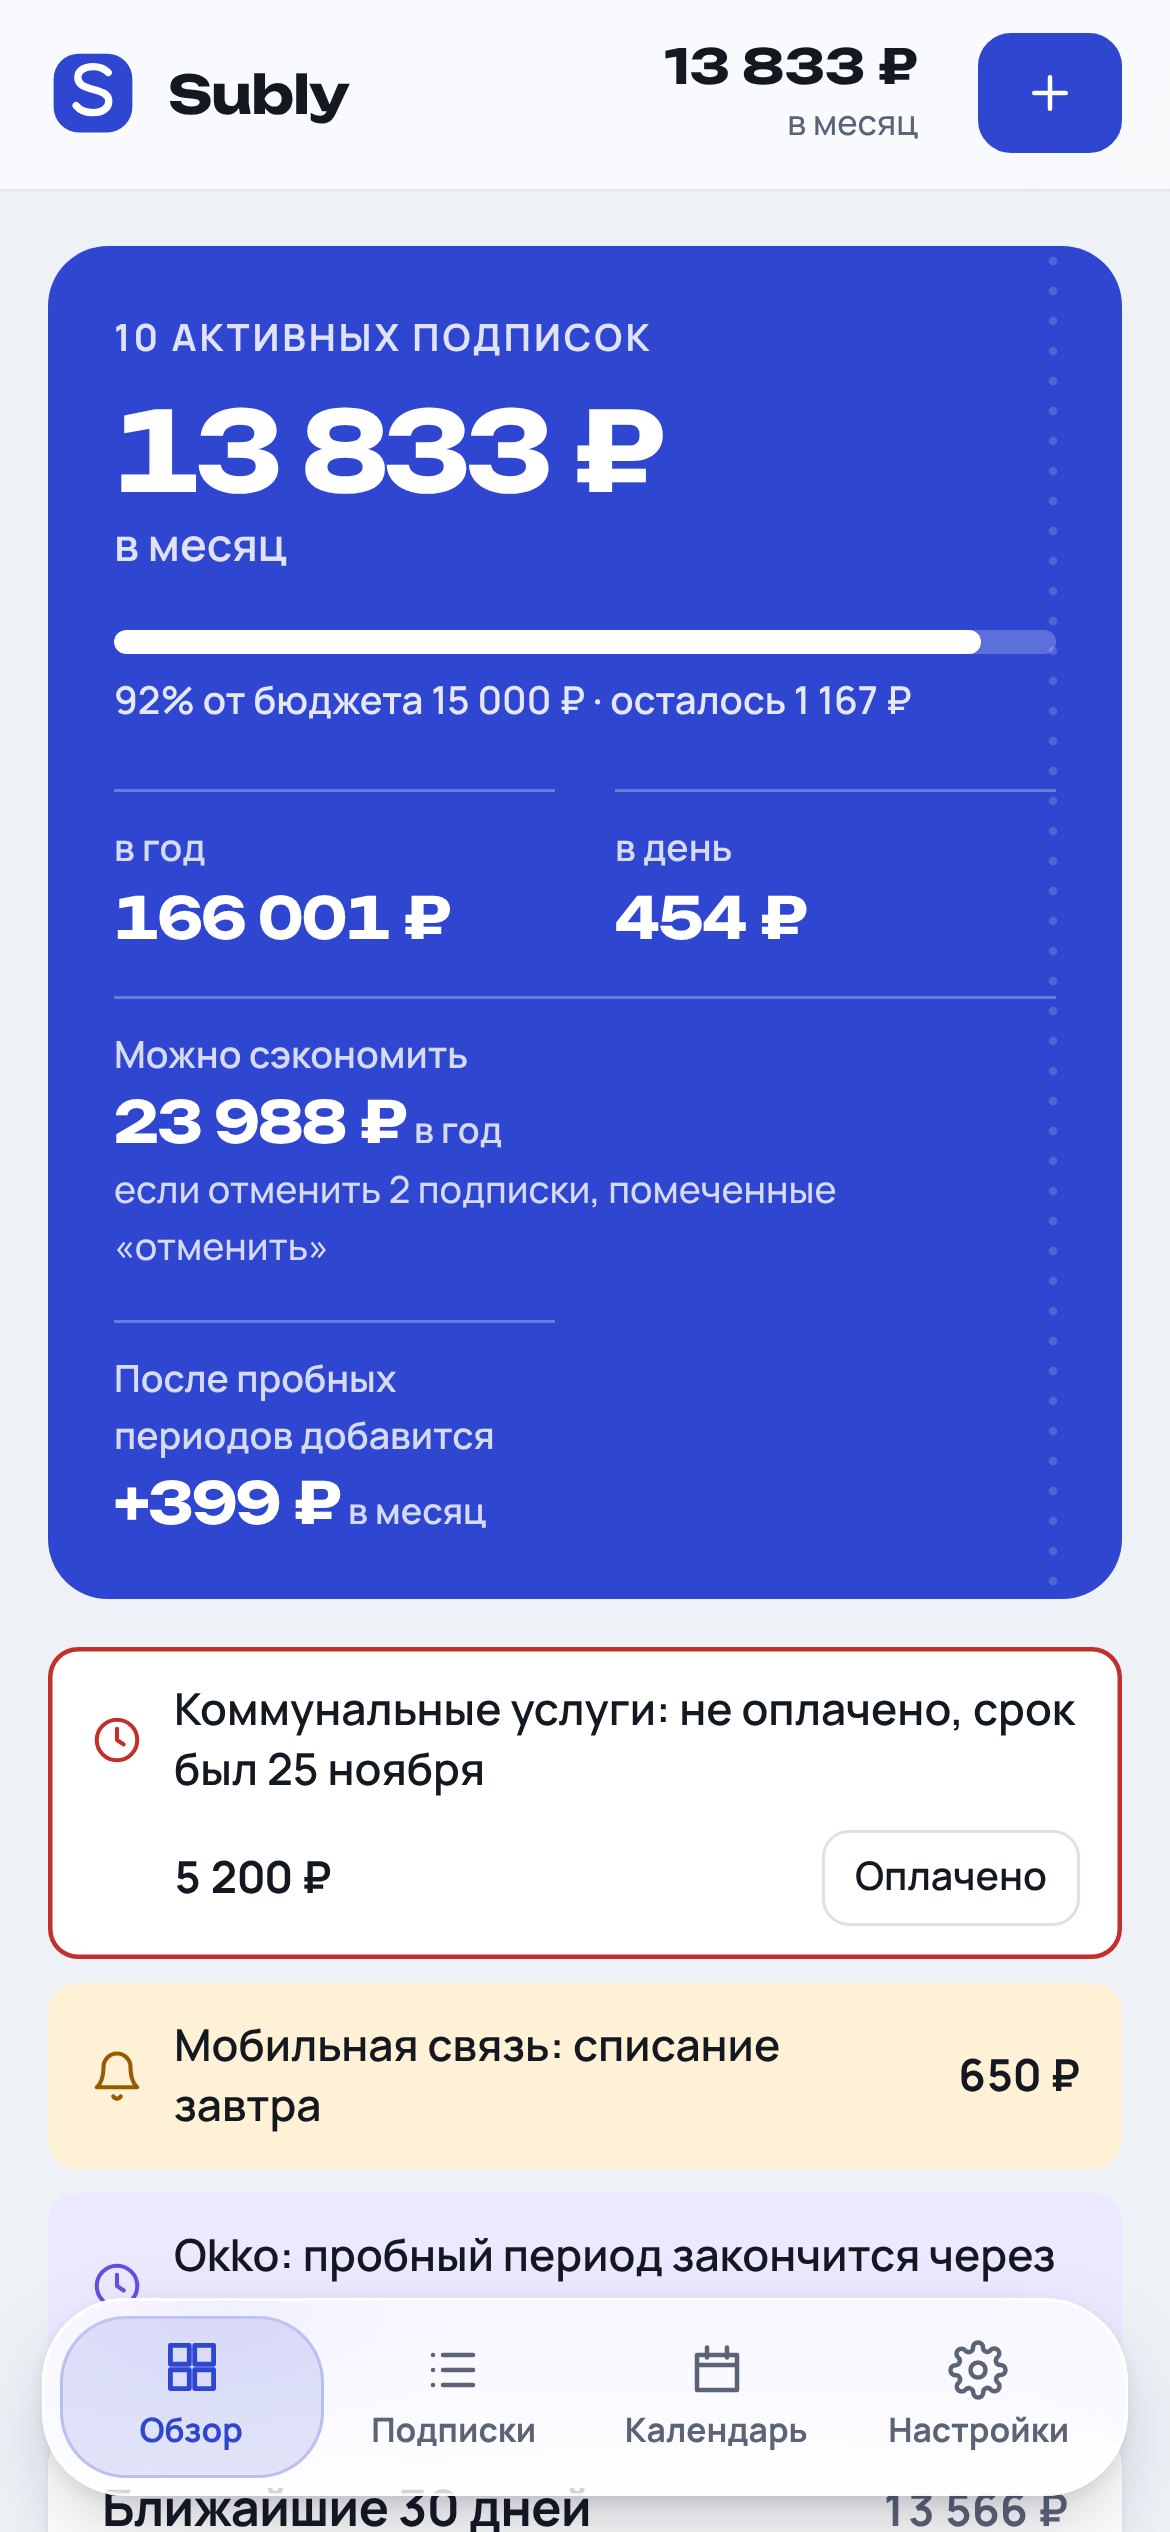 S Subly
13 833 ₽
в месяц
10 АКТИВНЫХ ПОДПИСОК
13 833 ₽
в месяц
92% от бюджета 15 000 ₽ · осталось 1 167 ₽
в год
166 001 ₽
в день
454 ₽
Можно сэкономить
23 988 ₽ в год
если отменить 2 подписки, помеченные
«отменить»
После пробных
периодов добавится
+399 ₽ в месяц
Коммунальные услуги: не оплачено, срок
был 25 ноября
5 200 ₽
Оплачено
Мобильная связь: списание
завтра
650 ₽
Okko: пробный период закончится через
Обзор
Подписки
Календарь
Настройки
Ближайшие 30 дней
13 566 ₽